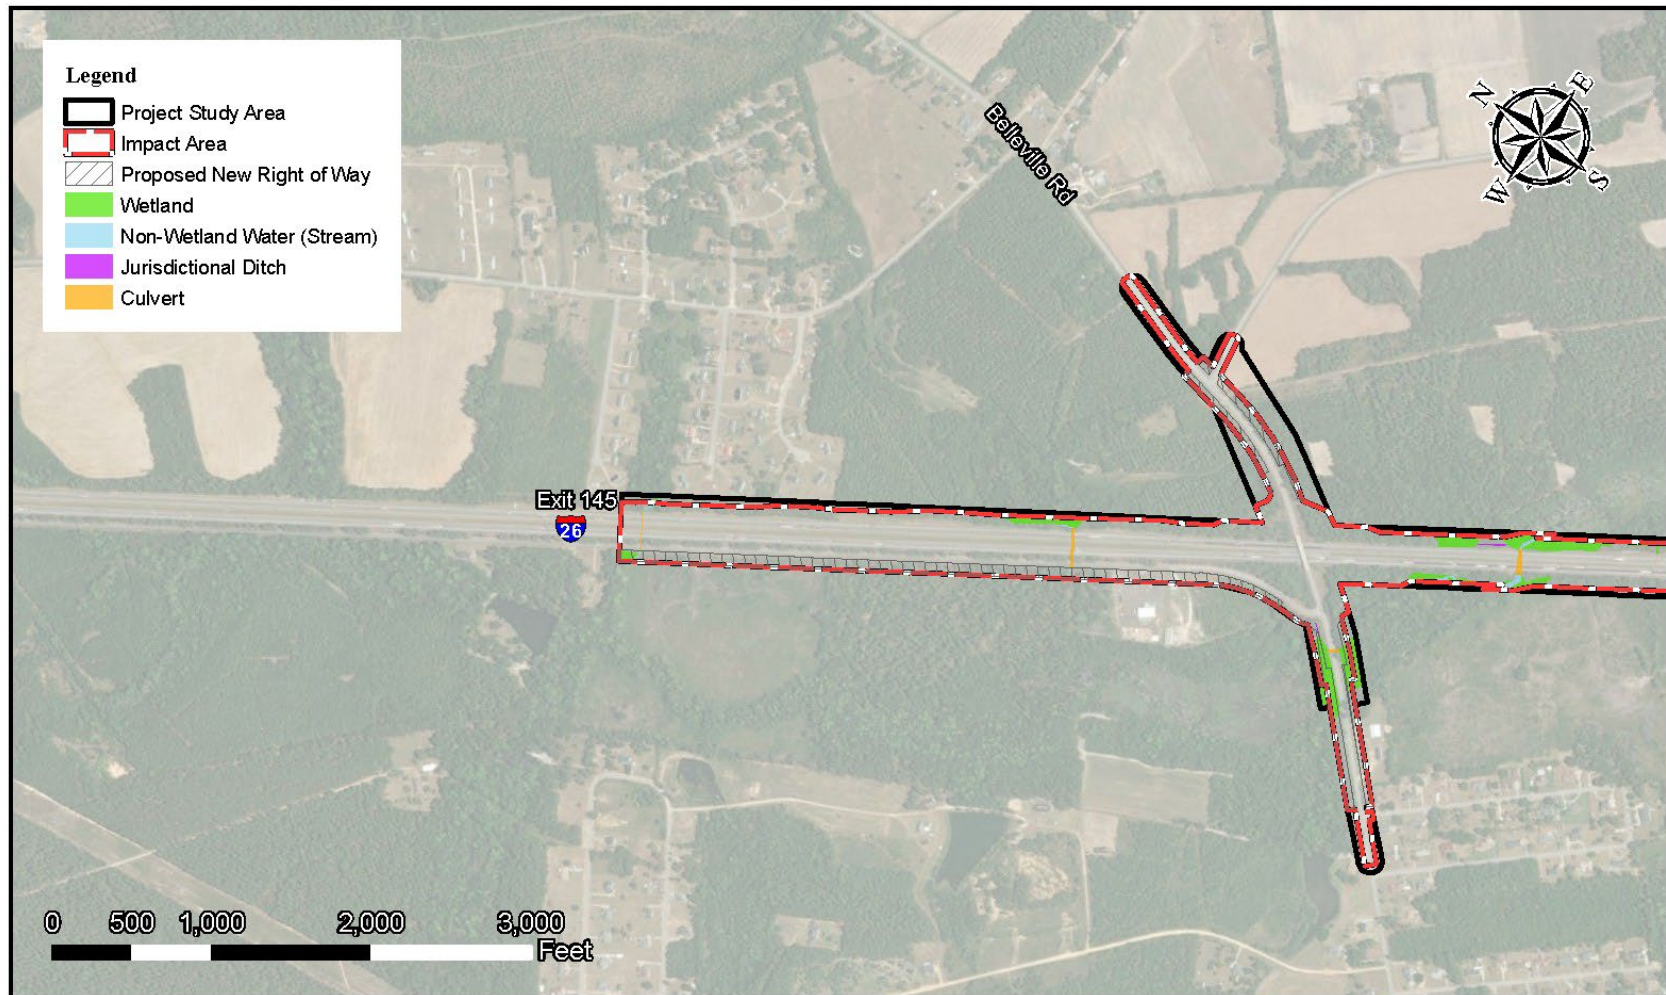 Legend
Project Study Area
Impact Area
Proposed New Right of Way
Wetland
Non-Wetland Water (Stream)
Jurisdictional Ditch
Culvert
Belleville Rd
N
E
W
S
Exit 145
26
0 500 1,000 2,000 3,000
Feet